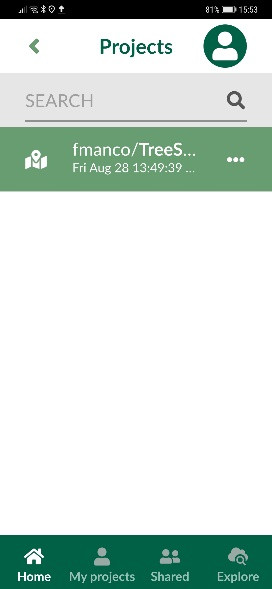 81% 15:53
Projects
SEARCH
fmanco/TreeS...
Fri Aug 28 13:49:39 ...
Home My projects Shared Explore